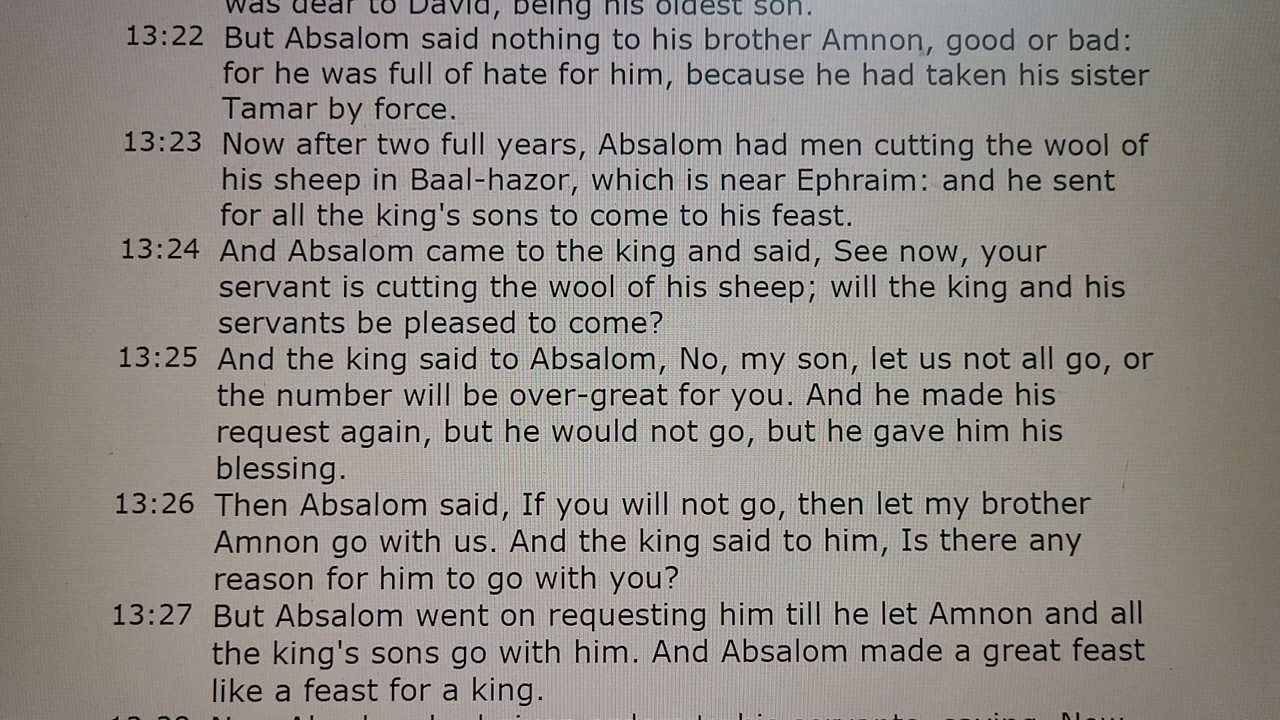 was dear to David, being his oldest son.
13:22 But Absalom said nothing to his brother Amnon, good or bad:
for he was full of hate for him, because he had taken his sister
Tamar by force.
13:23 Now after two full years, Absalom had men cutting the wool of
his sheep in Baal-hazor, which is near Ephraim: and he sent
for all the king's sons to come to his feast.
13:24 And Absalom came to the king and said, See now, your
servant is cutting the wool of his sheep; will the king and his
servants be pleased to come?
13:25 And the king said to Absalom, No, my son, let us not all go, or
the number will be over-great for you. And he made his
request again, but he would not go, but he gave him his
blessing.
13:26 Then Absalom said, If you will not go, then let my brother
Amnon go with us. And the king said to him, Is there any
reason for him to go with you?
13:27 But Absalom went on requesting him till he let Amnon and all
the king's sons go with him. And Absalom made a great feast
like a feast for a king.